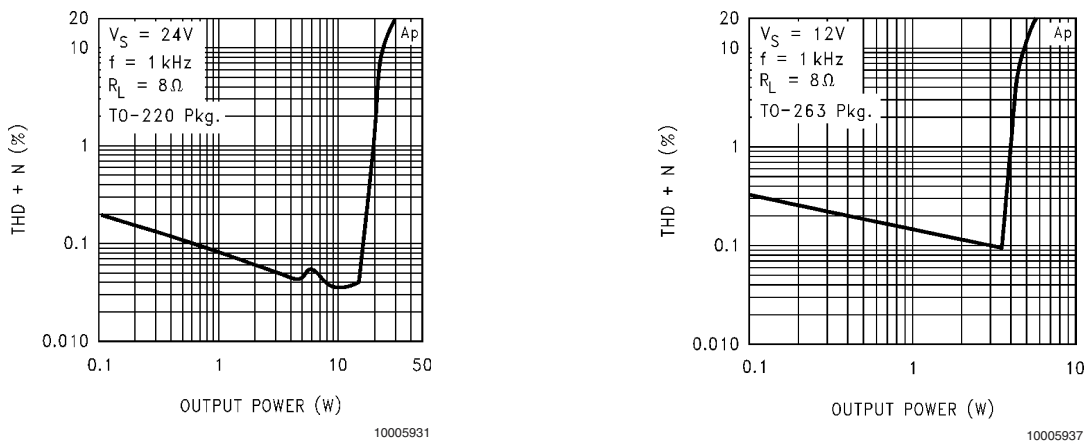 20
10
1
0.1
0.010
THD + N (%)
V_S = 24V
f = 1 kHz
R_L = 8Ω
TO-220 Pkg.
Ap
0.1 1 10 50
OUTPUT POWER (W)
10005931
20
10
1
0.1
0.010
THD + N (%)
V_S = 12V
f = 1 kHz
R_L = 8Ω
TO-263 Pkg.
Ap
0.1 1 10
OUTPUT POWER (W)
10005937